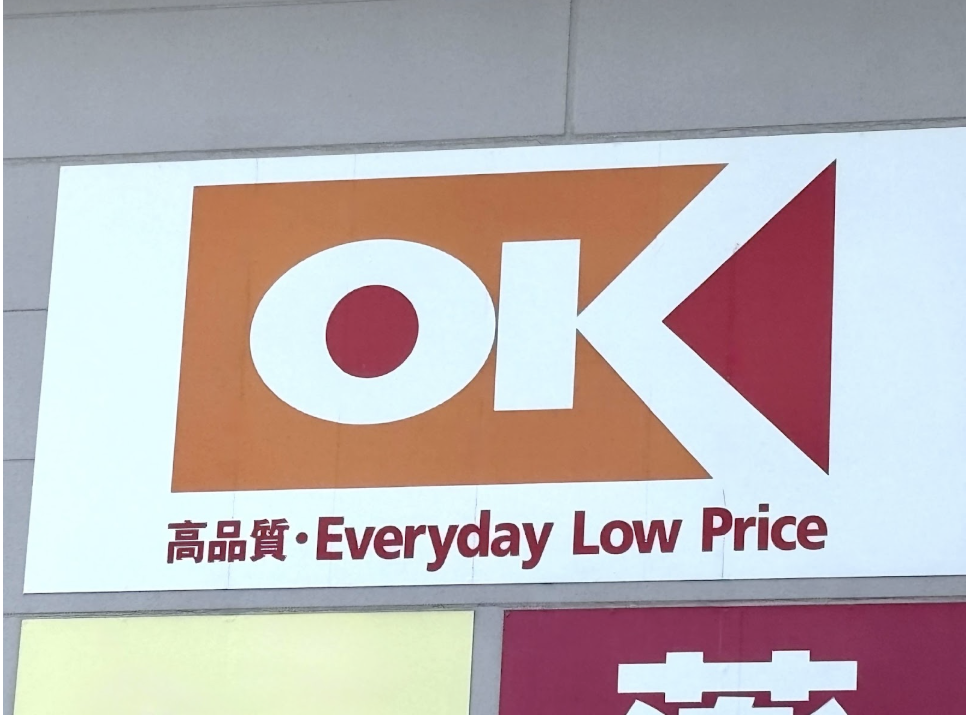 OK
高品質・Everyday Low Price